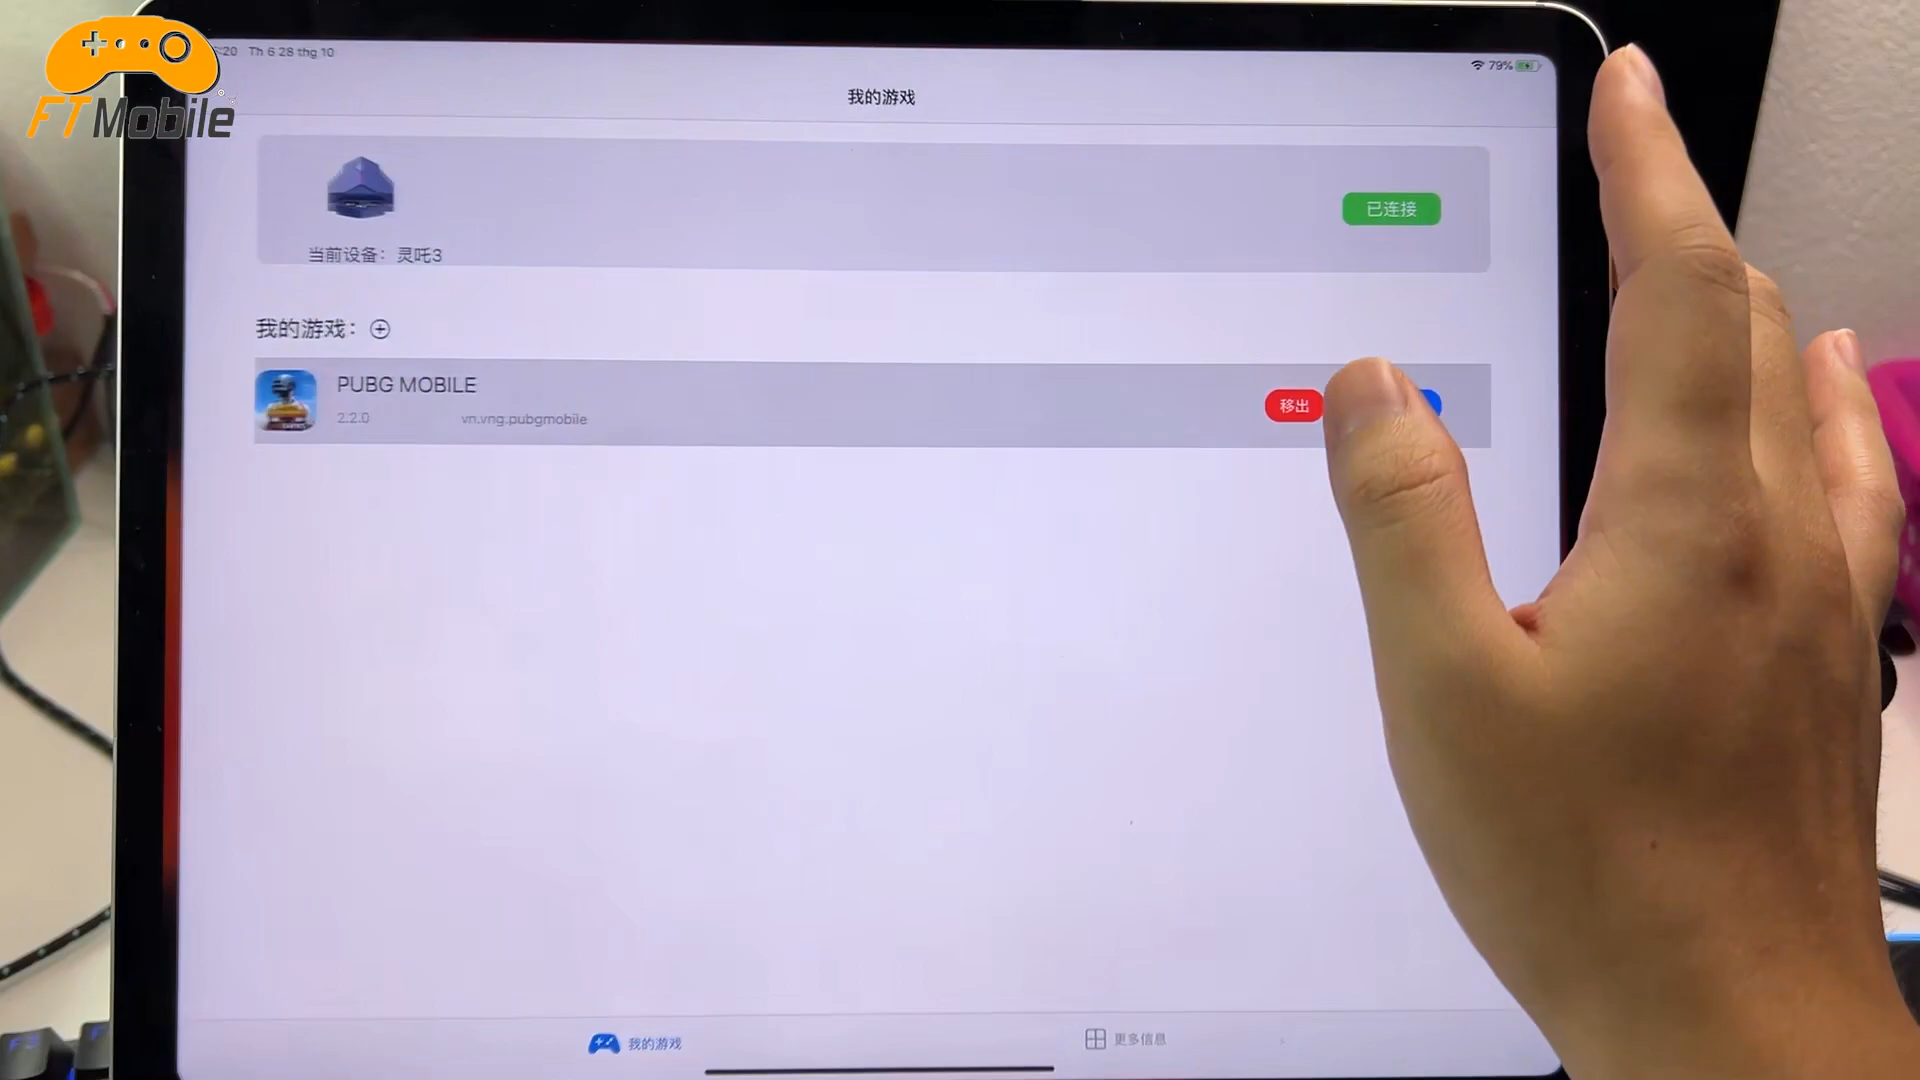 FTMobile
:20 Th 6 28 thg 10
79%
我的游戏
已连接
当前设备：灵吒3
我的游戏：
PUBG MOBILE
2.2.0 vn.vng.pubgmobile
移出
我的游戏
更多信息